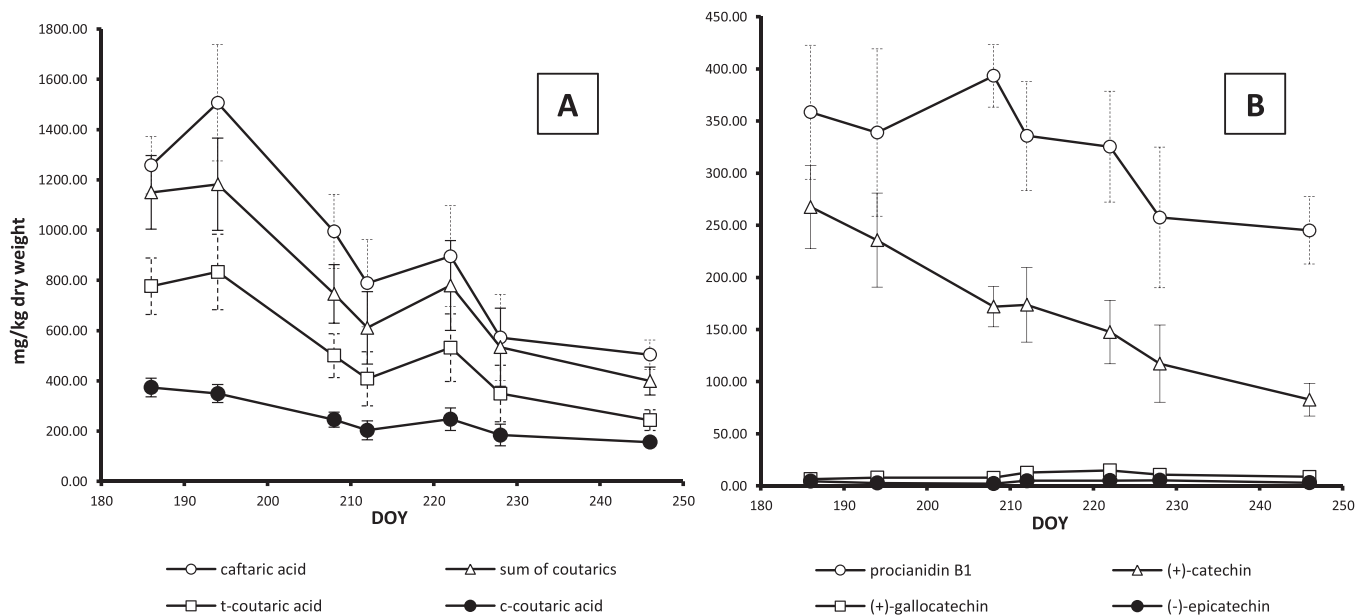 1800.00
1600.00
1400.00
1200.00
1000.00
800.00
600.00
400.00
200.00
0.00
mg/kg dry weight
A
180 190 200 210 220 230 240 250
DOY
caftaric acid
sum of coutarics
t-coutaric acid
c-coutaric acid
450.00
400.00
350.00
300.00
250.00
200.00
150.00
100.00
50.00
0.00
B
180 190 200 210 220 230 240 250
DOY
procianidin B1
(+)-catechin
(+)-gallocatechin
(-)-epicatechin